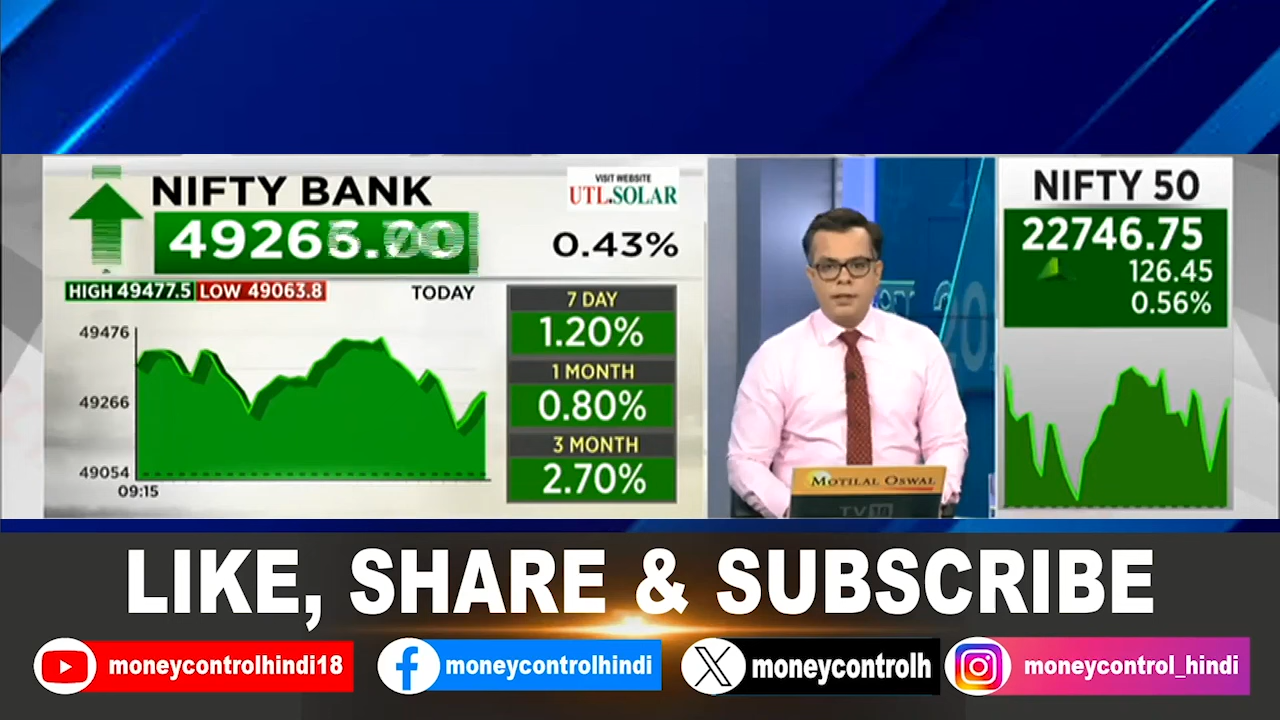 NIFTY BANK
VISIT WEBSITE
UTL SOLAR
0.43%
HIGH 49477.5 LOW 49063.8
TODAY
49476
49266
49054
09:15
7 DAY
1.20%
1 MONTH
0.80%
3 MONTH
2.70%
MOTILAL OSWAL
TV18
NIFTY 50
22746.75
126.45
0.56%
LIKE, SHARE & SUBSCRIBE
moneycontrolhindi18
moneycontrolhindi
moneycontrolh
moneycontrol_hindi